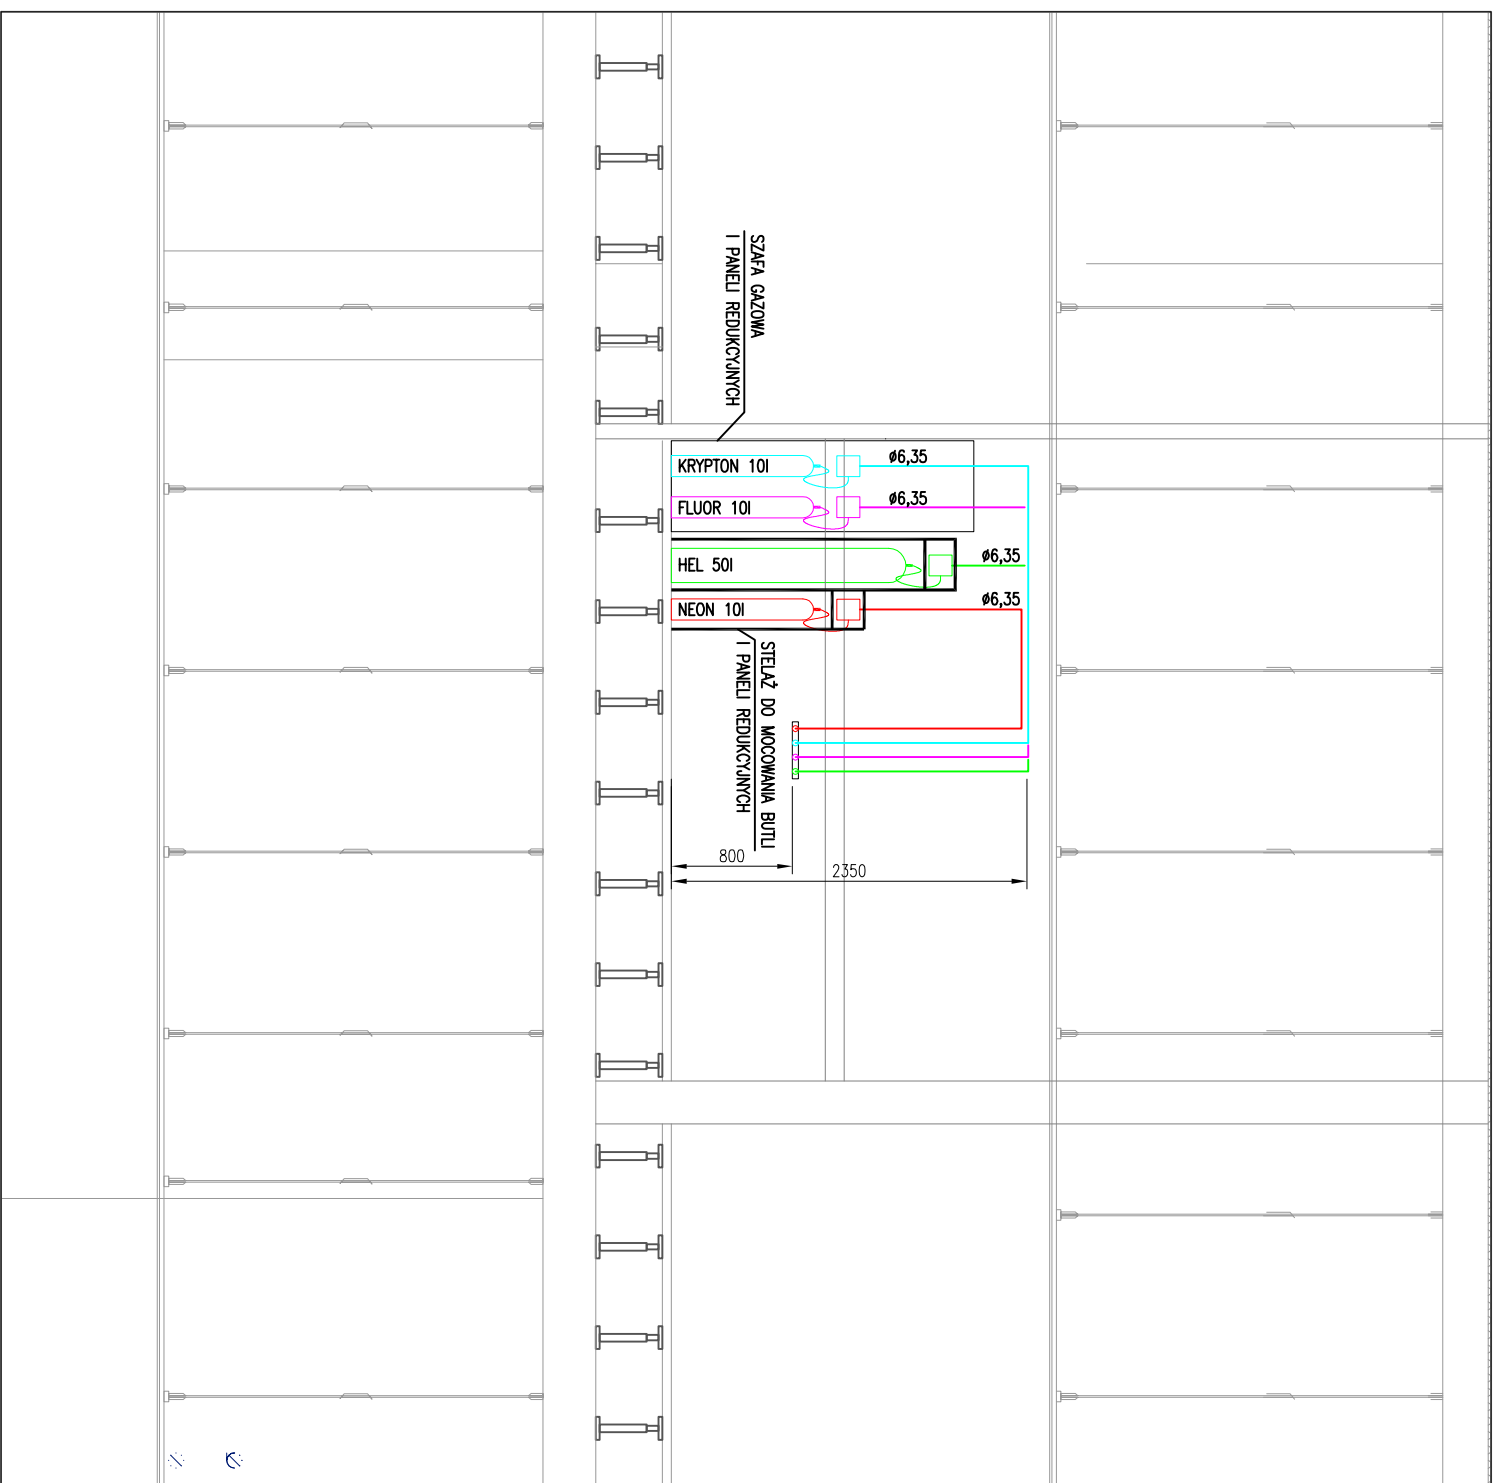 SZAFA GAZOWA
I PANELI REDUKCYJNYCH
KRYPTON 10l
ø6,35
FLUOR 10l
ø6,35
HEL 50l
ø6,35
NEON 10l
ø6,35
STELAŻ DO MOCOWANIA BUTLI
I PANELI REDUKCYJNYCH
800
2350